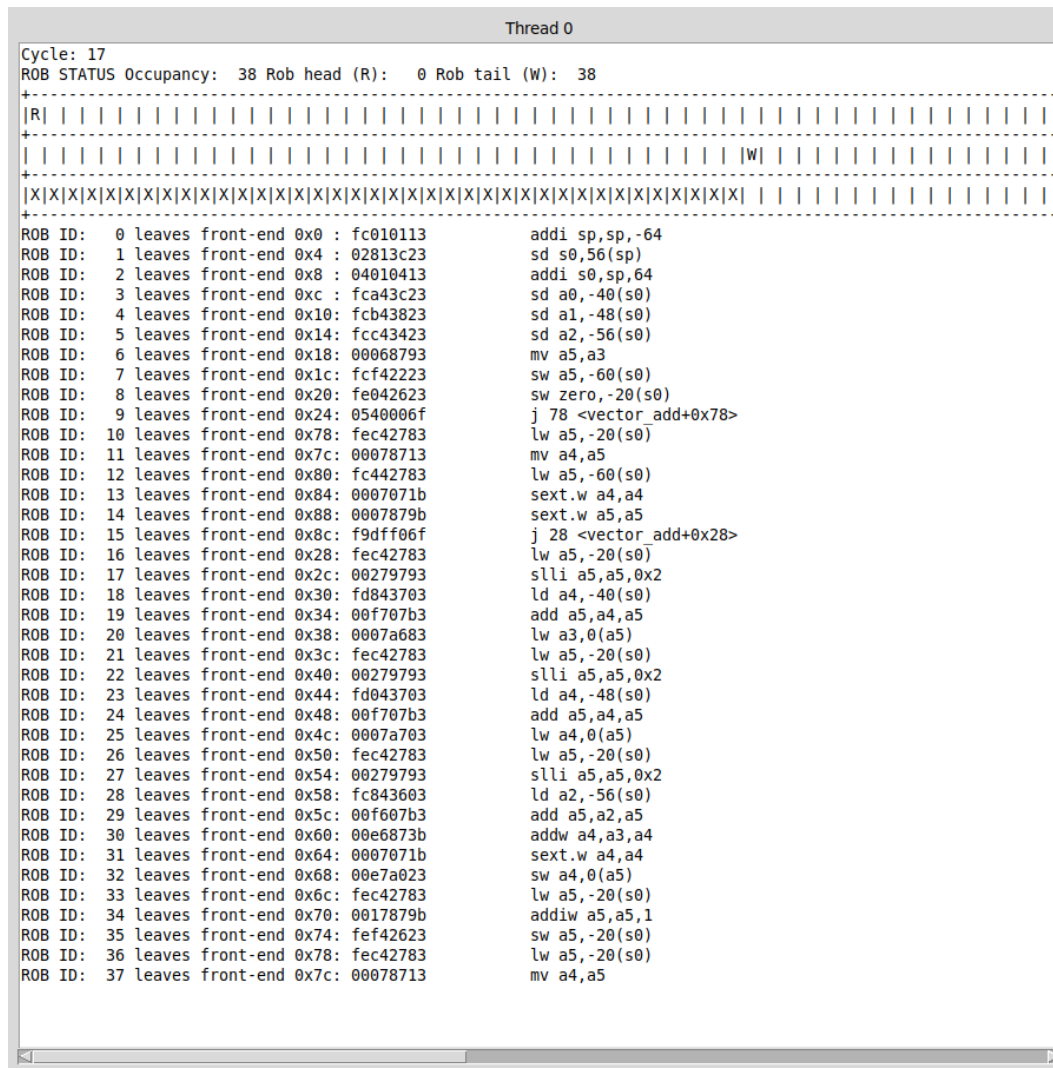 Thread 0
Cycle: 17
ROB STATUS Occupancy:  38 Rob head (R):   0 Rob tail (W):  38
+--------------------------------------------------------------------------------------------------------------
|R| | | | | | | | | | | | | | | | | | | | | | | | | | | | | | | | | | | | | | | | | | | | | | | | | | | | | | |
+--------------------------------------------------------------------------------------------------------------
| | | | | | | | | | | | | | | | | | | | | | | | | | | | | | | | | | | | | | |W| | | | | | | | | | | | | | | | |
+--------------------------------------------------------------------------------------------------------------
|X|X|X|X|X|X|X|X|X|X|X|X|X|X|X|X|X|X|X|X|X|X|X|X|X|X|X|X|X|X|X|X|X|X|X|X|X|X| | | | | | | | | | | | | | | | |
+--------------------------------------------------------------------------------------------------------------
ROB ID:   0 leaves front-end 0x0 : fc010113           addi sp,sp,-64
ROB ID:   1 leaves front-end 0x4 : 02813c23           sd s0,56(sp)
ROB ID:   2 leaves front-end 0x8 : 04010413           addi s0,sp,64
ROB ID:   3 leaves front-end 0xc : fca43c23           sd a0,-40(s0)
ROB ID:   4 leaves front-end 0x10: fcb43823           sd a1,-48(s0)
ROB ID:   5 leaves front-end 0x14: fcc43423           sd a2,-56(s0)
ROB ID:   6 leaves front-end 0x18: 00068793           mv a5,a3
ROB ID:   7 leaves front-end 0x1c: fcf42223           sw a5,-60(s0)
ROB ID:   8 leaves front-end 0x20: fe042623           sw zero,-20(s0)
ROB ID:   9 leaves front-end 0x24: 0540006f           j 78 <vector_add+0x78>
ROB ID:  10 leaves front-end 0x78: fec42783           lw a5,-20(s0)
ROB ID:  11 leaves front-end 0x7c: 00078713           mv a4,a5
ROB ID:  12 leaves front-end 0x80: fc442783           lw a5,-60(s0)
ROB ID:  13 leaves front-end 0x84: 0007071b           sext.w a4,a4
ROB ID:  14 leaves front-end 0x88: 0007879b           sext.w a5,a5
ROB ID:  15 leaves front-end 0x8c: f9dff06f           j 28 <vector_add+0x28>
ROB ID:  16 leaves front-end 0x28: fec42783           lw a5,-20(s0)
ROB ID:  17 leaves front-end 0x2c: 00279793           slli a5,a5,0x2
ROB ID:  18 leaves front-end 0x30: fd843703           ld a4,-40(s0)
ROB ID:  19 leaves front-end 0x34: 00f707b3           add a5,a4,a5
ROB ID:  20 leaves front-end 0x38: 0007a683           lw a3,0(a5)
ROB ID:  21 leaves front-end 0x3c: fec42783           lw a5,-20(s0)
ROB ID:  22 leaves front-end 0x40: 00279793           slli a5,a5,0x2
ROB ID:  23 leaves front-end 0x44: fd043703           ld a4,-48(s0)
ROB ID:  24 leaves front-end 0x48: 00f707b3           add a5,a4,a5
ROB ID:  25 leaves front-end 0x4c: 0007a703           lw a4,0(a5)
ROB ID:  26 leaves front-end 0x50: fec42783           lw a5,-20(s0)
ROB ID:  27 leaves front-end 0x54: 00279793           slli a5,a5,0x2
ROB ID:  28 leaves front-end 0x58: fc843603           ld a2,-56(s0)
ROB ID:  29 leaves front-end 0x5c: 00f607b3           add a5,a2,a5
ROB ID:  30 leaves front-end 0x60: 00e6873b           addw a4,a3,a4
ROB ID:  31 leaves front-end 0x64: 0007071b           sext.w a4,a4
ROB ID:  32 leaves front-end 0x68: 00e7a023           sw a4,0(a5)
ROB ID:  33 leaves front-end 0x6c: fec42783           lw a5,-20(s0)
ROB ID:  34 leaves front-end 0x70: 0017879b           addiw a5,a5,1
ROB ID:  35 leaves front-end 0x74: fef42623           sw a5,-20(s0)
ROB ID:  36 leaves front-end 0x78: fec42783           lw a5,-20(s0)
ROB ID:  37 leaves front-end 0x7c: 00078713           mv a4,a5